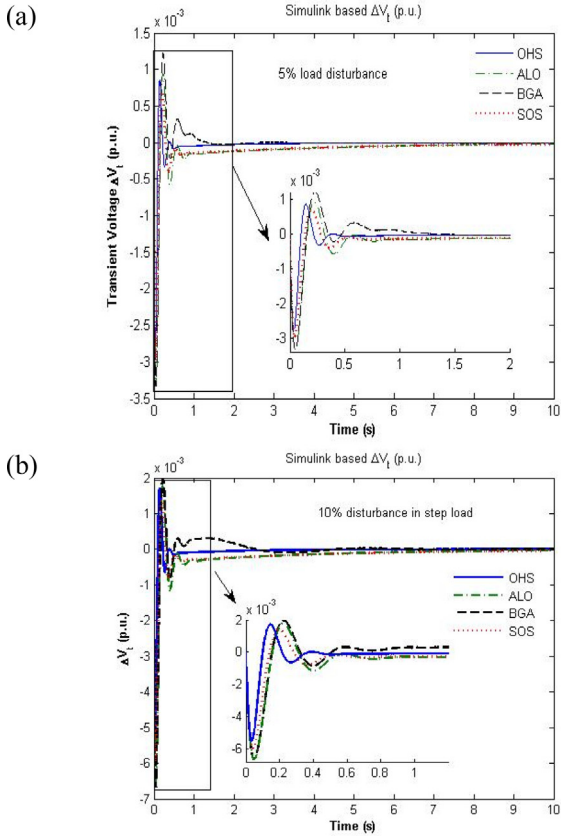 (a)
Simulink based ΔVt (p.u.)
x 10^-3
1.5
1
0.5
0
-0.5
-1
-1.5
-2
-2.5
-3
-3.5
Transient Voltage ΔVt (p.u.)
5% load disturbance
OHS
ALO
BGA
SOS
x 10^-3
1
0
-1
-2
-3
0 0.5 1 1.5 2
0 1 2 3 4 5 6 7 8 9 10
Time (s)
(b)
Simulink based ΔVt (p.u.)
x 10^-3
2
1
0
-1
-2
-3
-4
-5
-6
-7
ΔVt (p.u.)
10% disturbance in step load
OHS
ALO
BGA
SOS
x 10^-3
2
0
-2
-4
-6
0 0.2 0.4 0.6 0.8 1
0 1 2 3 4 5 6 7 8 9 10
Time (s)